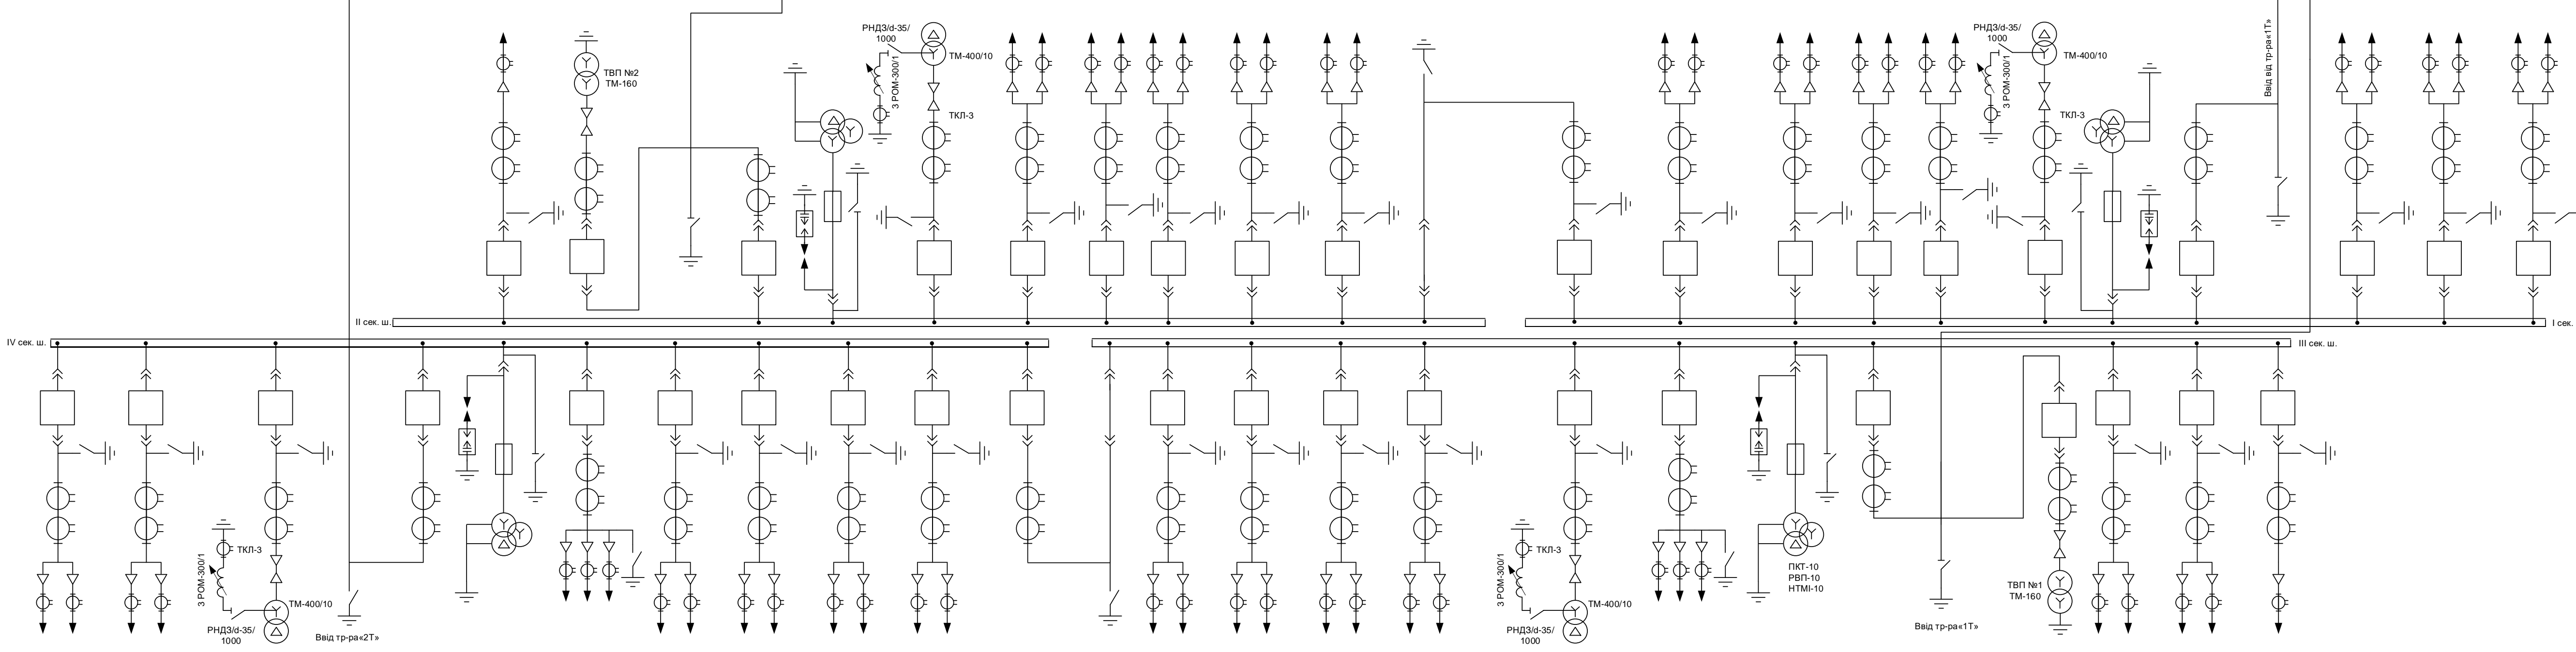 РНДЗ/d-35/
1000
ТМ-400/10
3 РОМ-300/1
ТКЛ-3
ТВП №2
ТМ-160
РНДЗ/d-35/
1000
ТМ-400/10
3 РОМ-300/1
ТКЛ-3
Ввід від тр-ра«1Т»
II сек. ш.
I сек.
IV сек. ш.
III сек. ш.
ТКЛ-3
3 РОМ-300/1
ТМ-400/10
РНДЗ/d-35/
1000
Ввід тр-ра«2Т»
ТКЛ-3
3 РОМ-300/1
ТМ-400/10
РНДЗ/d-35/
1000
ПКТ-10
РВП-10
НТМІ-10
Ввід тр-ра«1Т»
ТВП №1
ТМ-160